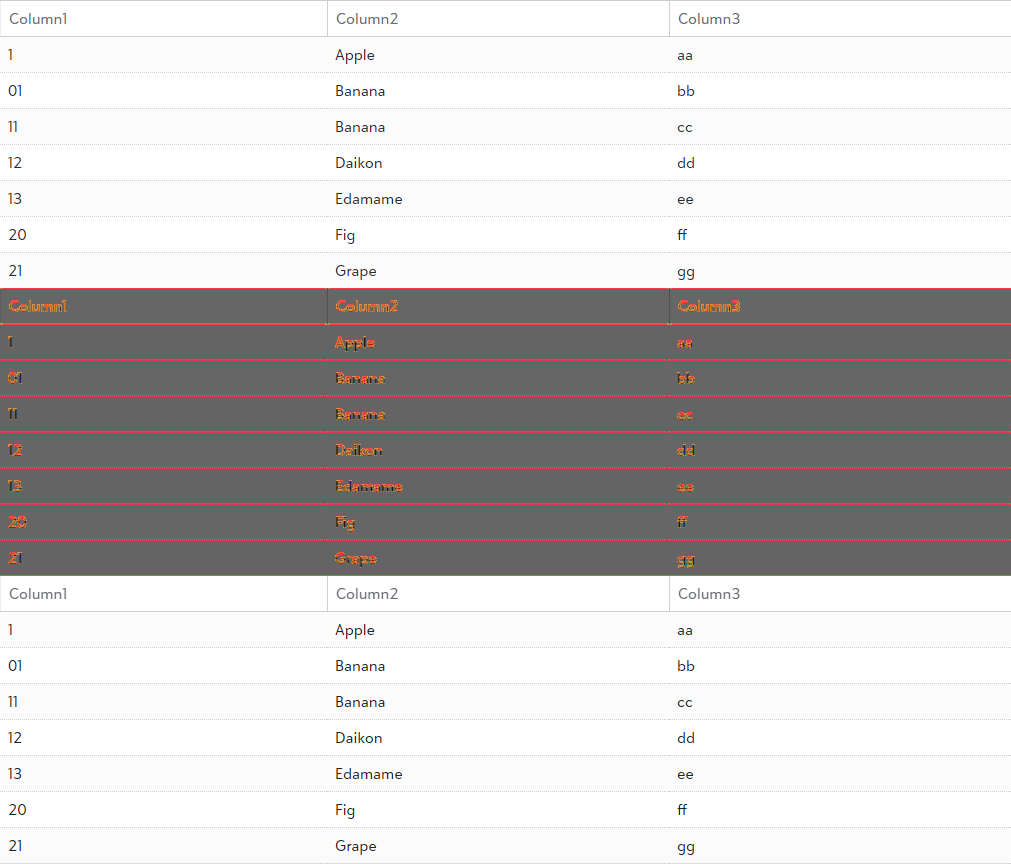 Column1 Column2 Column3
1 Apple aa
01 Banana bb
11 Banana cc
12 Daikon dd
13 Edamame ee
20 Fig ff
21 Grape gg
Column1 Column2 Column3
1 Apple aa
01 Banana bb
11 Banana cc
12 Daikon dd
13 Edamame ee
20 Fig ff
21 Grape gg
Column1 Column2 Column3
1 Apple aa
01 Banana bb
11 Banana cc
12 Daikon dd
13 Edamame ee
20 Fig ff
21 Grape gg